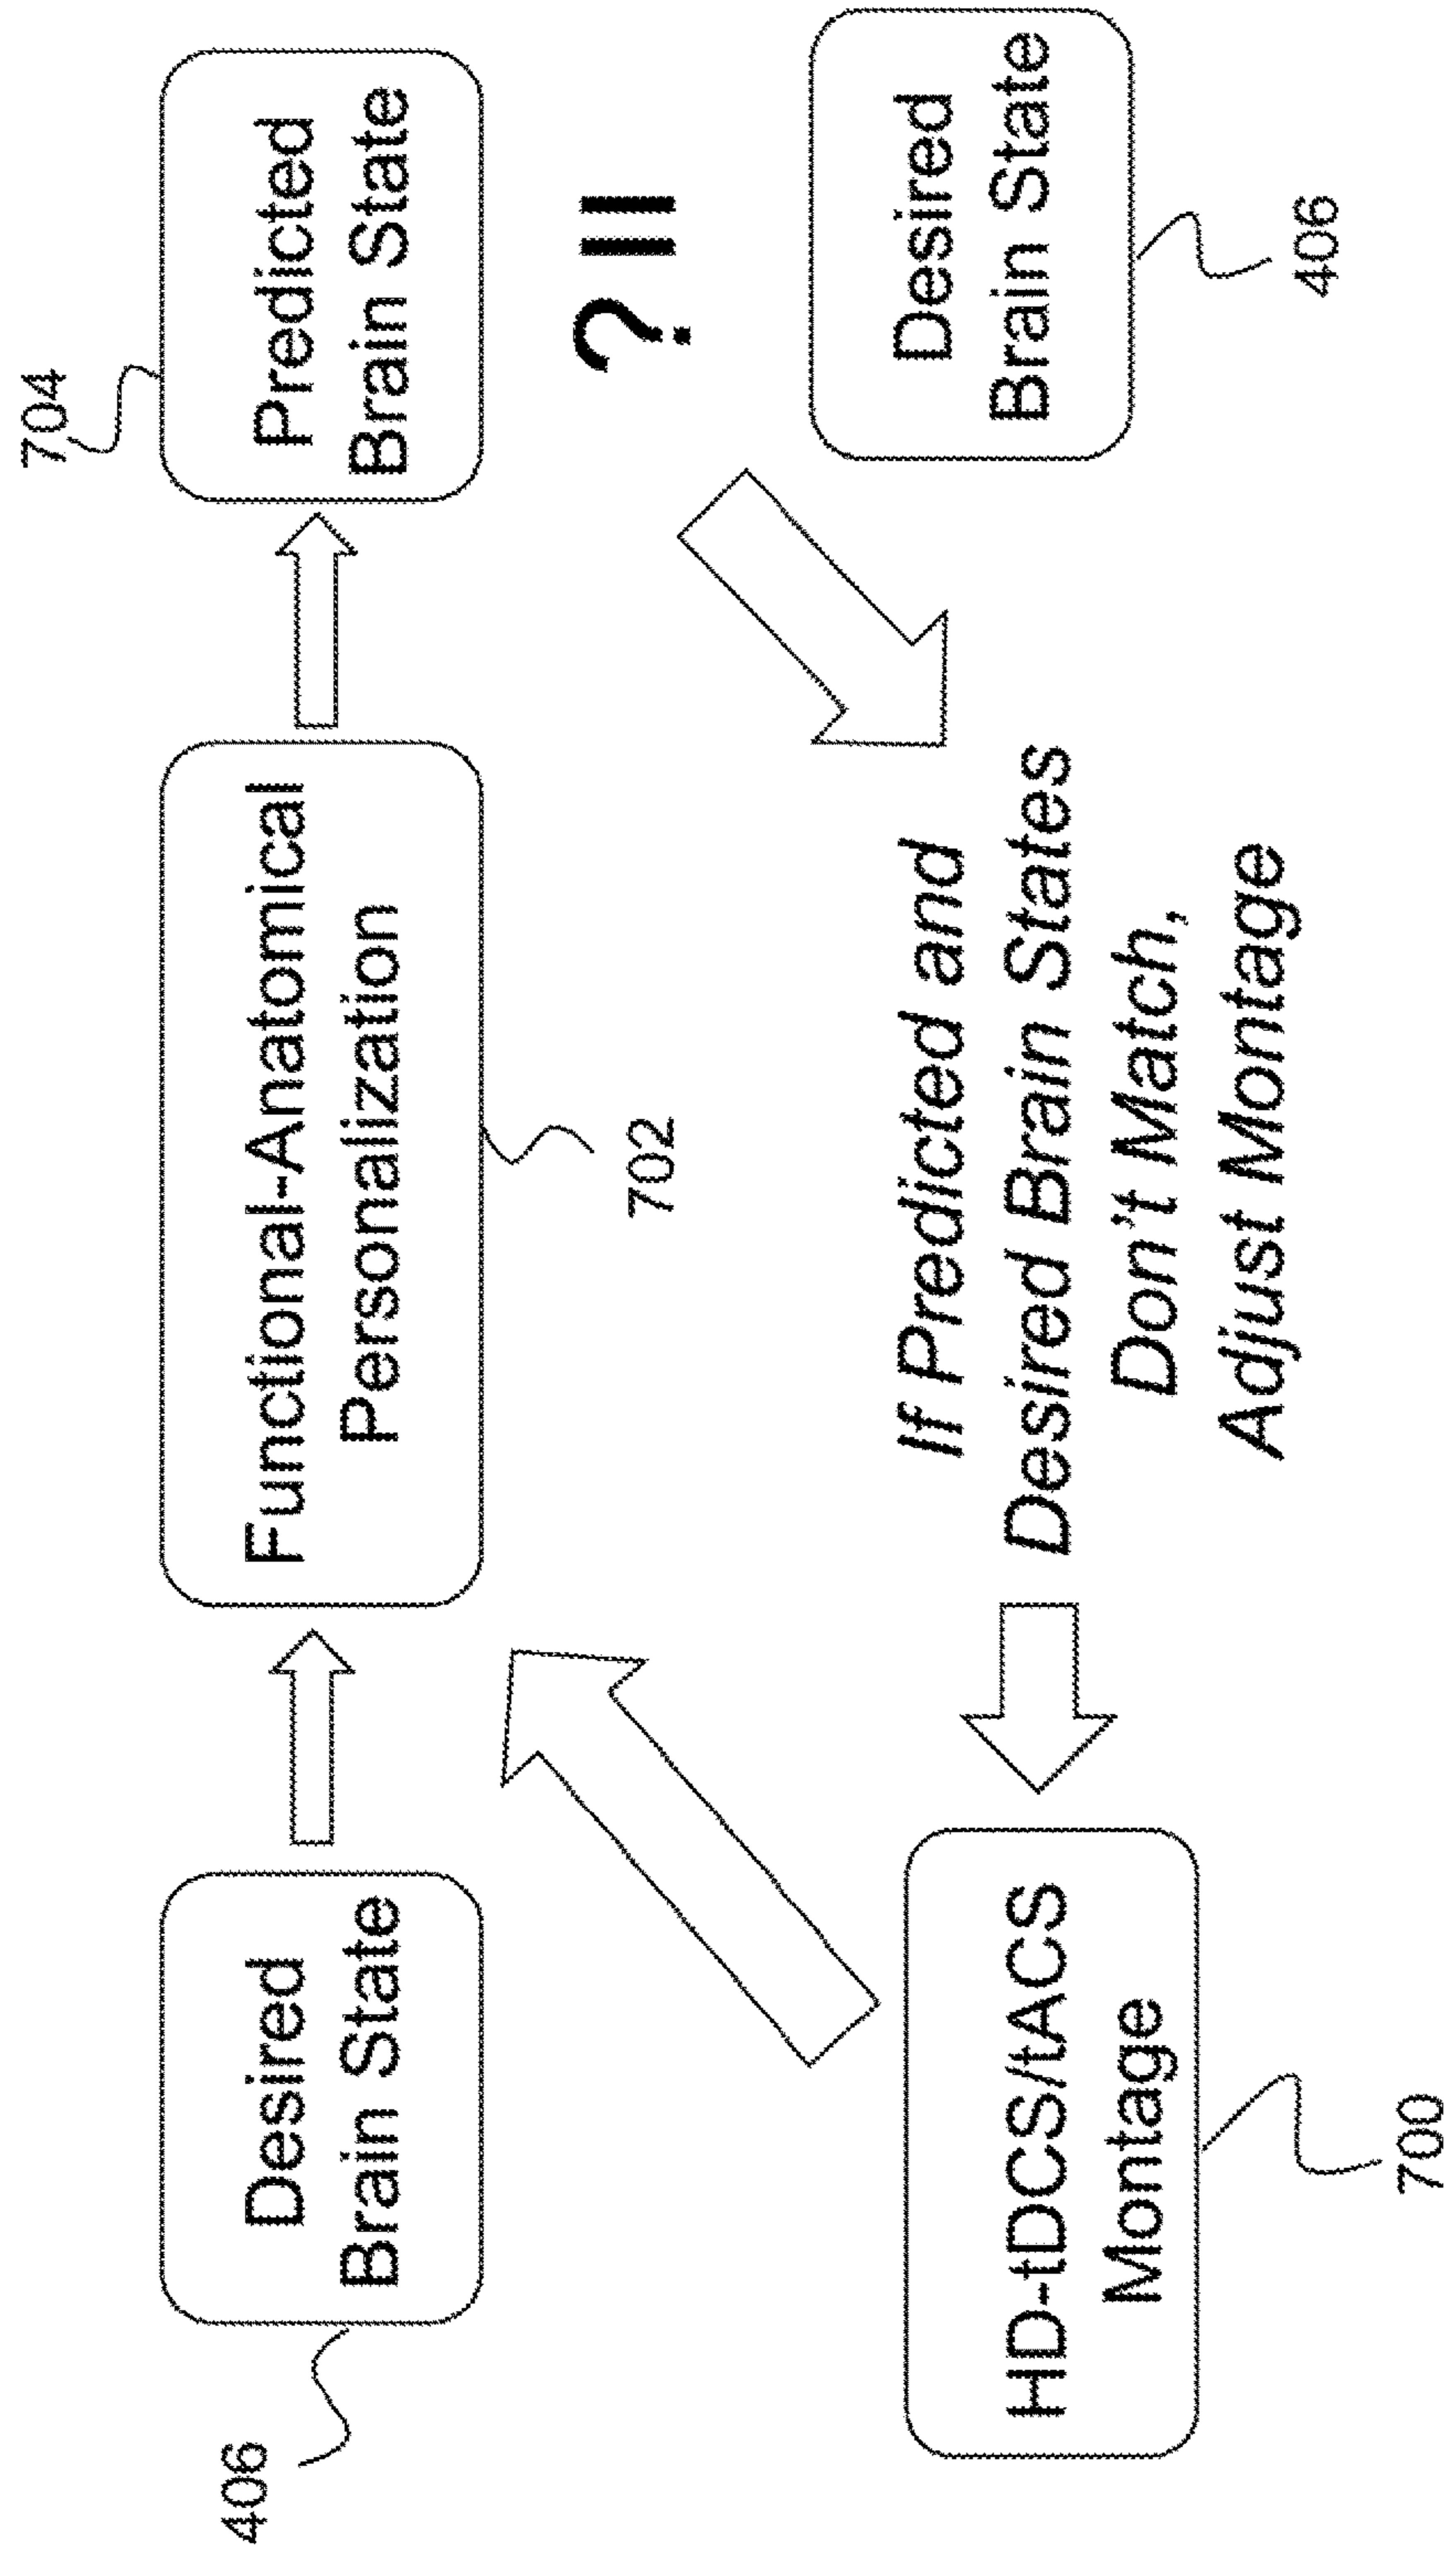 406
Desired
Brain State
Functional-Anatomical
Personalization
702
704
Predicted
Brain State
? =
Desired
Brain State
406
If Predicted and
Desired Brain States
Don't Match,
Adjust Montage
HD-tDCS/tACS
Montage
700